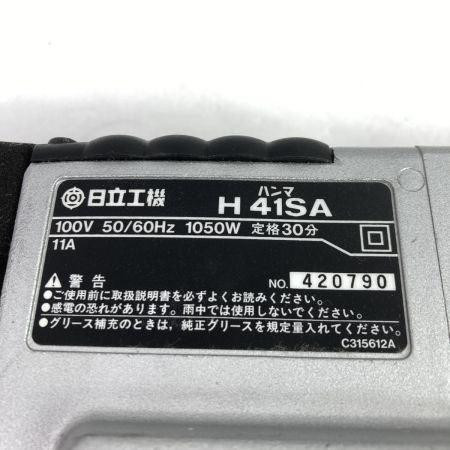 日立工機 ハンマ H 41SA
100V 50/60Hz 1050W 定格30分
11A
⚠警告 NO. 420790
●ご使用前に取扱説明書を必ずよくお読みください。
●感電の恐れがあります。雨中では使用しないでください。
●グリース補充のときは、純正グリースを規定量入れてください。
C315612A